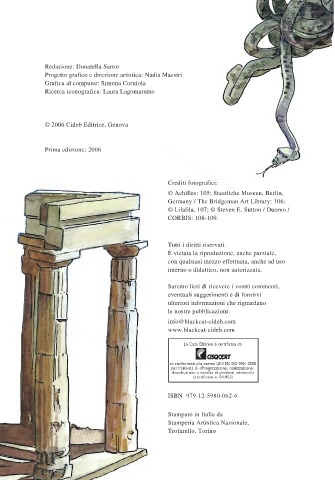 Redazione: Donatella Sartor
Progetto grafico e direzione artistica: Nadia Maestri
Grafica al computer: Simona Corniola
Ricerca iconografica: Laura Lagomarsino
© 2006 Cideb Editrice, Genova
Prima edizione: 2006
Crediti fotografici:
© Achilles: 105; Staatliche Museen, Berlin,
Germany / The Bridgeman Art Library: 106;
© Lilalila, 107; © Steven E. Sutton / Duomo /
CORBIS: 108-109.
Tutti i diritti riservati.
È vietata la riproduzione, anche parziale,
con qualsiasi mezzo effettuata, anche ad uso
interno o didattico, non autorizzata.
Saremo lieti di ricevere i vostri commenti,
eventuali suggerimenti e di fornirvi
ulteriori informazioni che riguardano
le nostre pubblicazioni:
info@blackcat-cideb.com
www.blackcat-cideb.com
La Casa Editrice è certificata da
CISQCERT
in conformità alla norma UNI EN ISO 9001:2008
per l'attività di «Progettazione, realizzazione,
distribuzione e vendita di prodotti
(certificato n. 04.953)
ISBN 979-12-5980-062-6
Stampato in Italia da
Stamperia Artistica Nazionale,
Trofarello, Torino